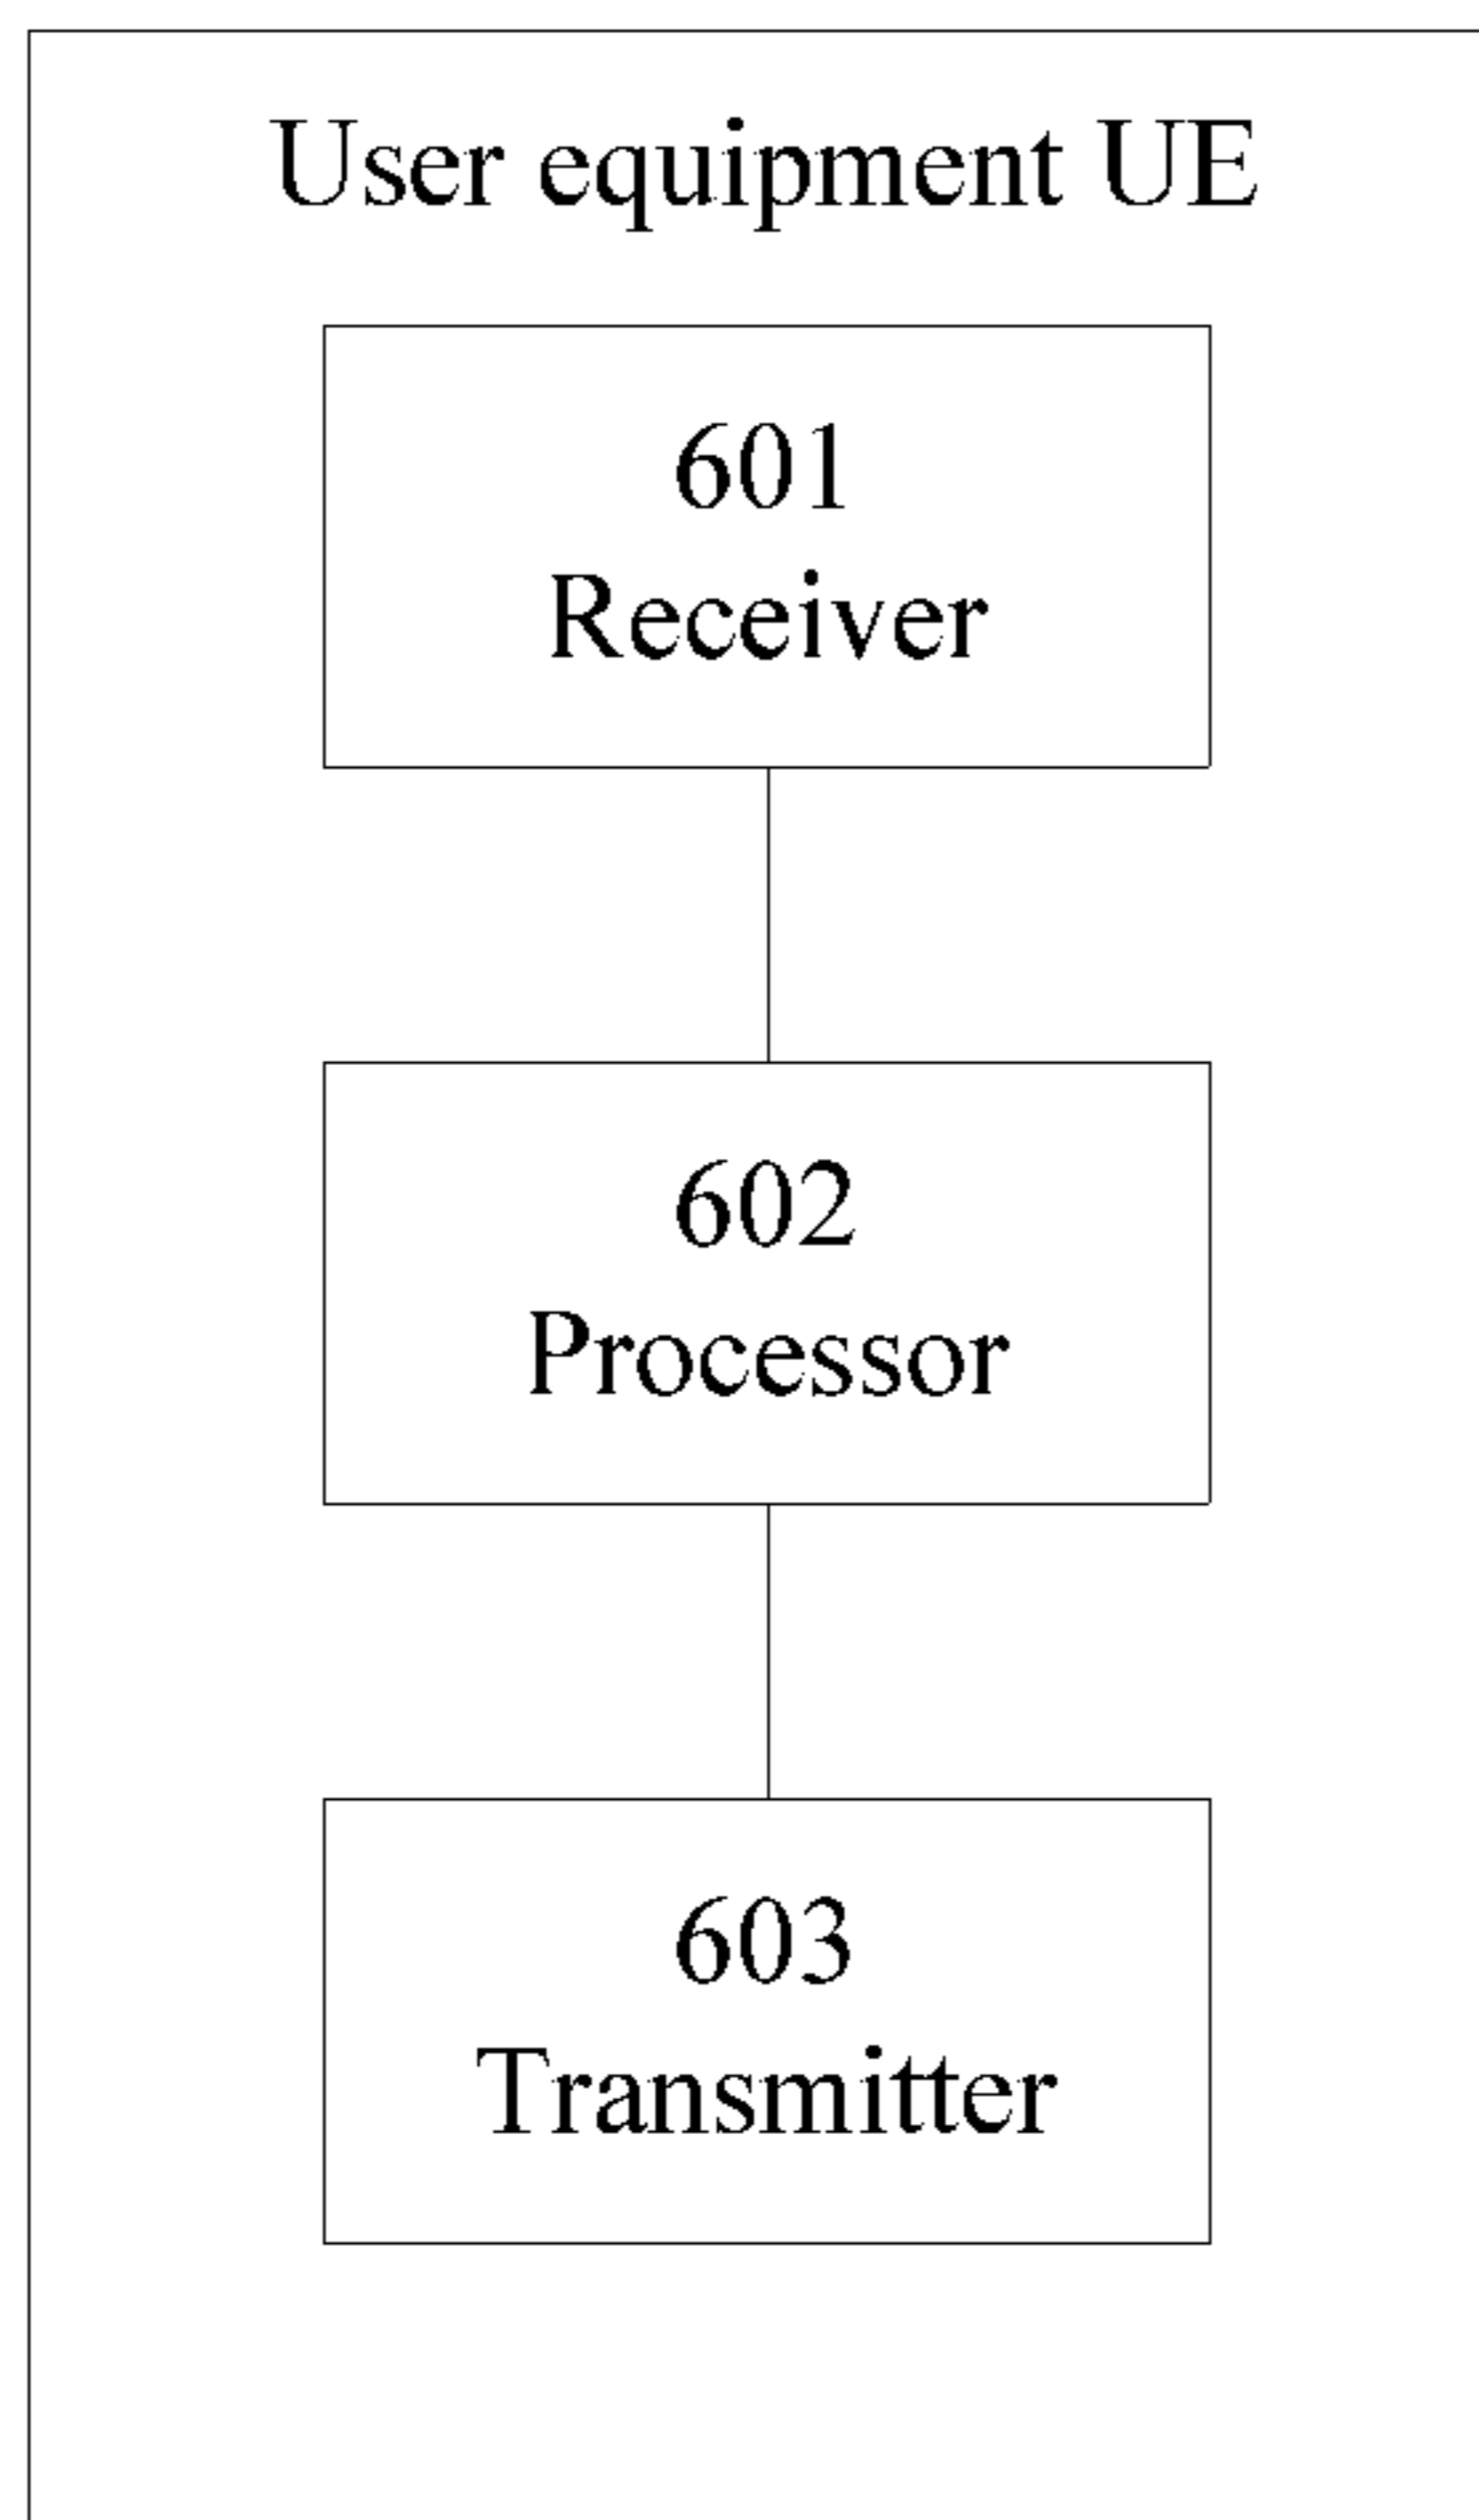 User equipment UE
601
Receiver
602
Processor
603
Transmitter